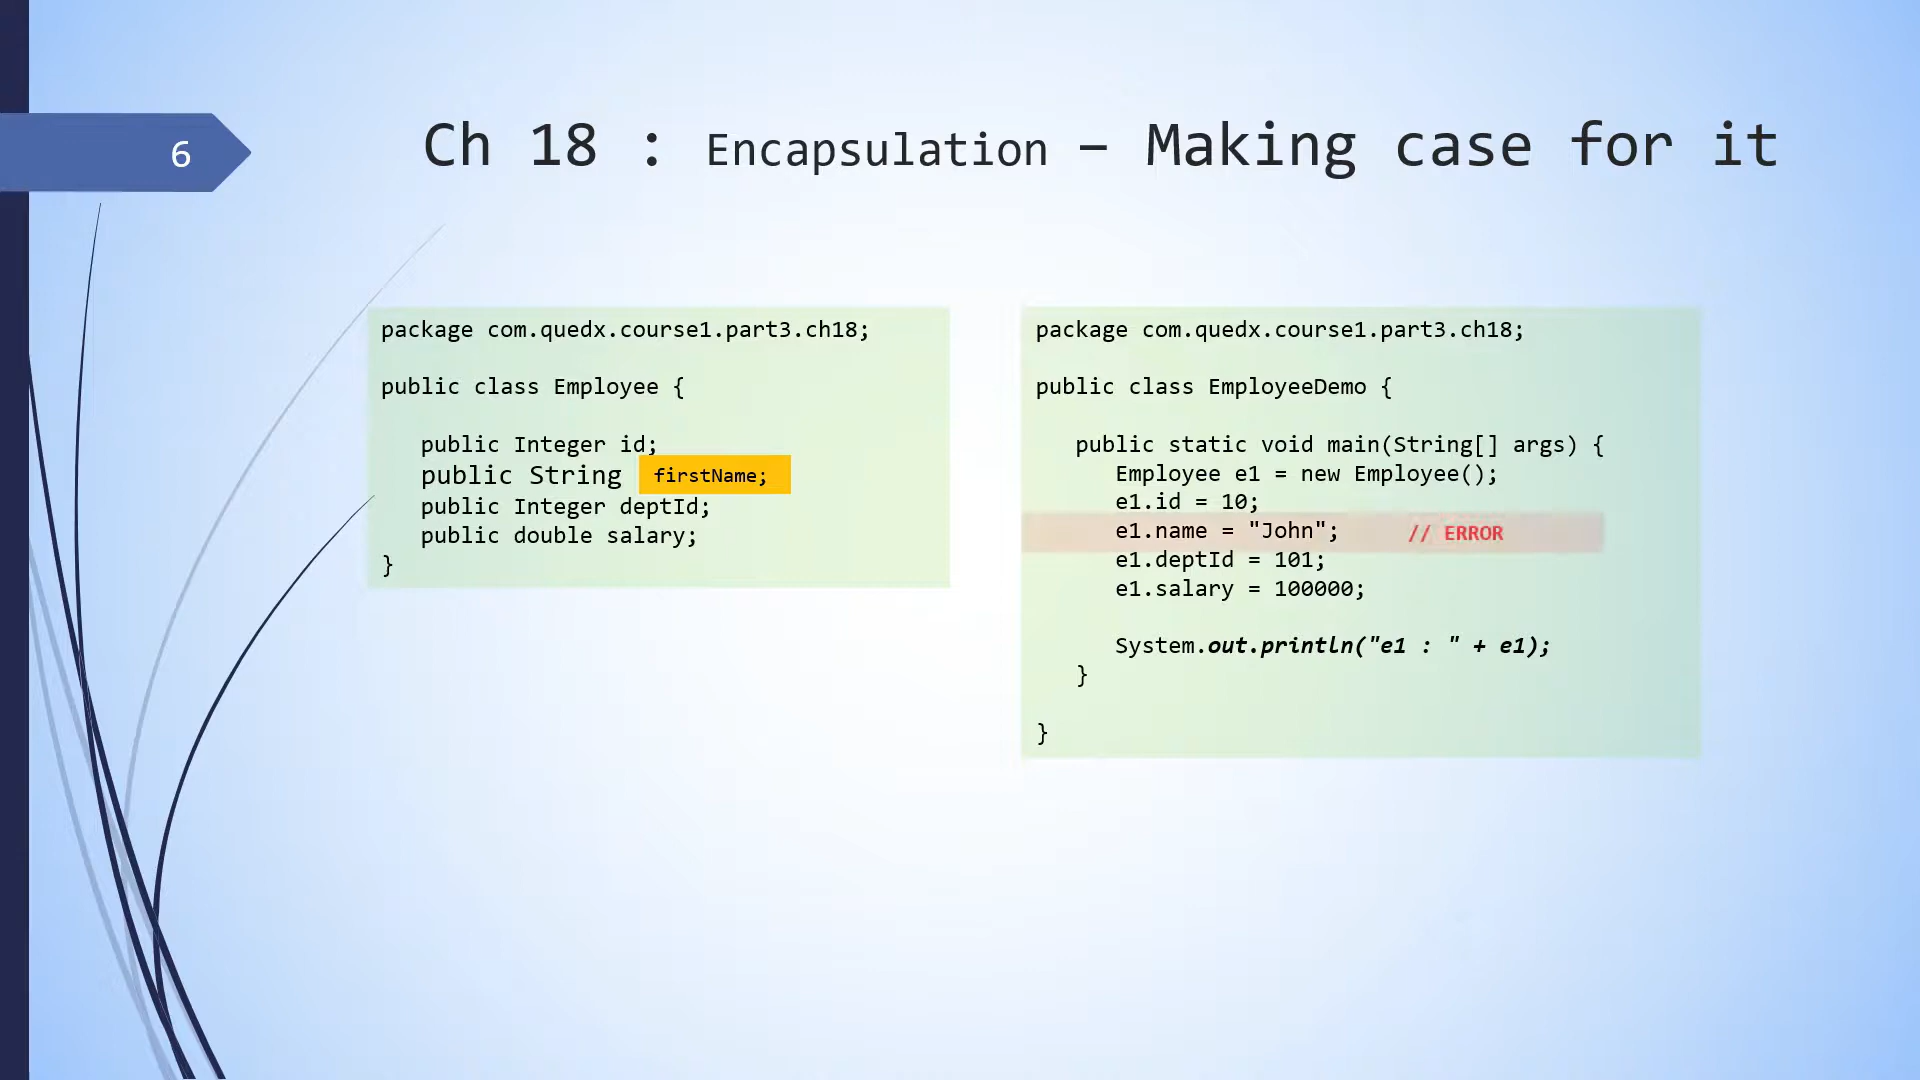 6
Ch 18 : Encapsulation – Making case for it
package com.quedx.course1.part3.ch18;
public class Employee {
public Integer id;
public String firstName;
public Integer deptId;
public double salary;
}
package com.quedx.course1.part3.ch18;
public class EmployeeDemo {
public static void main(String[] args) {
Employee e1 = new Employee();
e1.id = 10;
e1.name = "John"; // ERROR
e1.deptId = 101;
e1.salary = 100000;
System.out.println("e1 : " + e1);
}
}